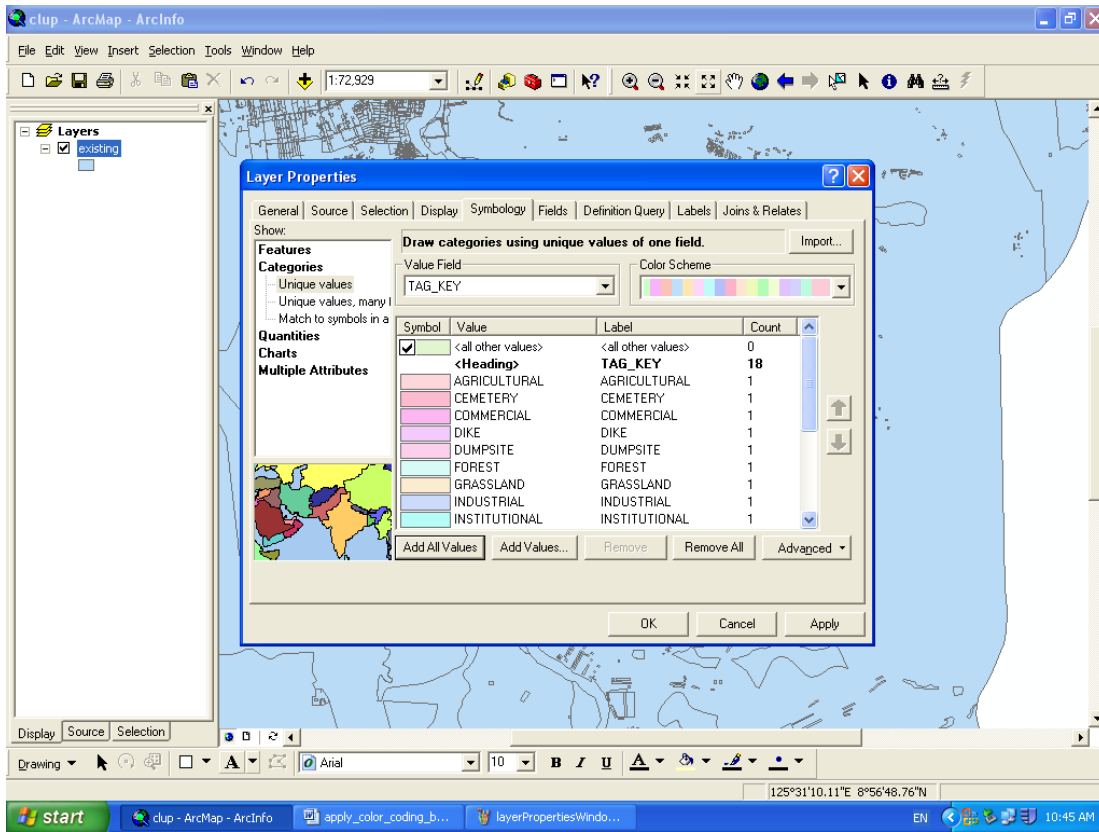 clup - ArcMap - ArcInfo
File Edit View Insert Selection Tools Window Help
1:72,929
Layers
existing
Layer Properties
General Source Selection Display Symbology Fields Definition Query Labels Joins & Relates
Show:
Features
Categories
Unique values
Unique values, many
Match to symbols in a
Quantities
Charts
Multiple Attributes
Draw categories using unique values of one field.
Import...
Value Field
TAG_KEY
Color Scheme
Symbol Value Label Count
<all other values> <all other values> 0
<Heading> TAG_KEY 18
AGRICULTURAL AGRICULTURAL 1
CEMETERY CEMETERY 1
COMMERCIAL COMMERCIAL 1
DIKE DIKE 1
DUMPSITE DUMPSITE 1
FOREST FOREST 1
GRASSLAND GRASSLAND 1
INDUSTRIAL INDUSTRIAL 1
INSTITUTIONAL INSTITUTIONAL 1
Add All Values Add Values... Remove Remove All Advanced
OK Cancel Apply
Display Source Selection
Drawing A Arial 10 B I U A
125°31'10.11"E 8°56'48.76"N
start clup - ArcMap - ArcInfo apply_color_coding_b... layerPropertiesWindo... EN 10:45 AM